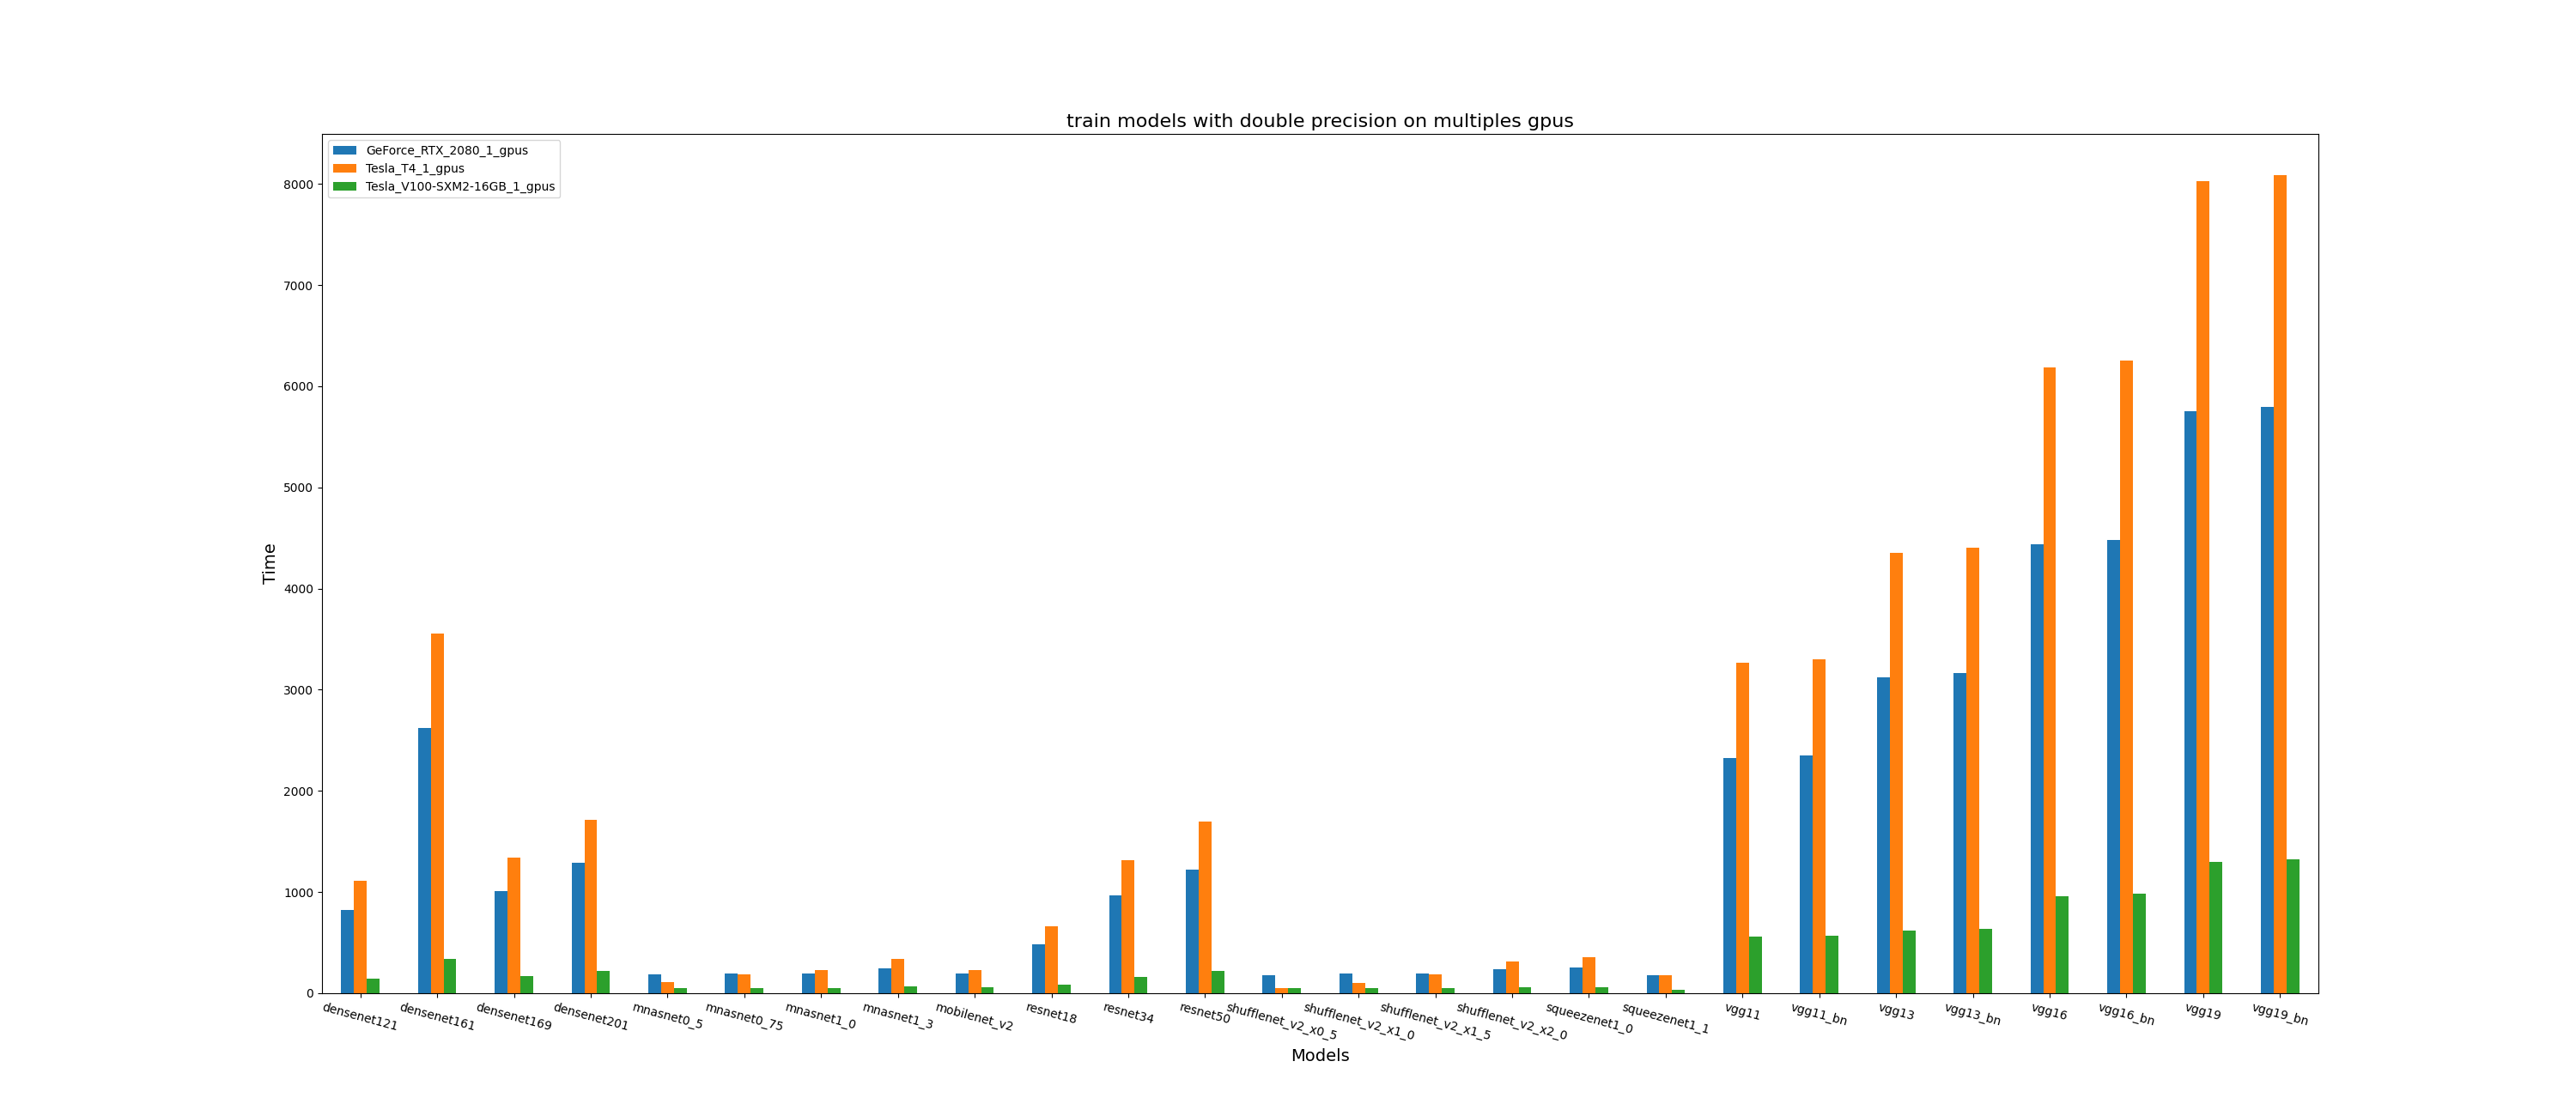 train models with double precision on multiples gpus
GeForce_RTX_2080_1_gpus
Tesla_T4_1_gpus
Tesla_V100-SXM2-16GB_1_gpus
8000
7000
6000
5000
4000
3000
2000
1000
0
Time
densenet121
densenet161
densenet169
densenet201
mnasnet0_5
mnasnet0_75
mnasnet1_0
mnasnet1_3
mobilenet_v2
resnet18
resnet34
resnet50
shufflenet_v2_x0_5
shufflenet_v2_x1_0
shufflenet_v2_x1_5
shufflenet_v2_x2_0
squeezenet1_0
squeezenet1_1
vgg11
vgg11_bn
vgg13
vgg13_bn
vgg16
vgg16_bn
vgg19
vgg19_bn
Models